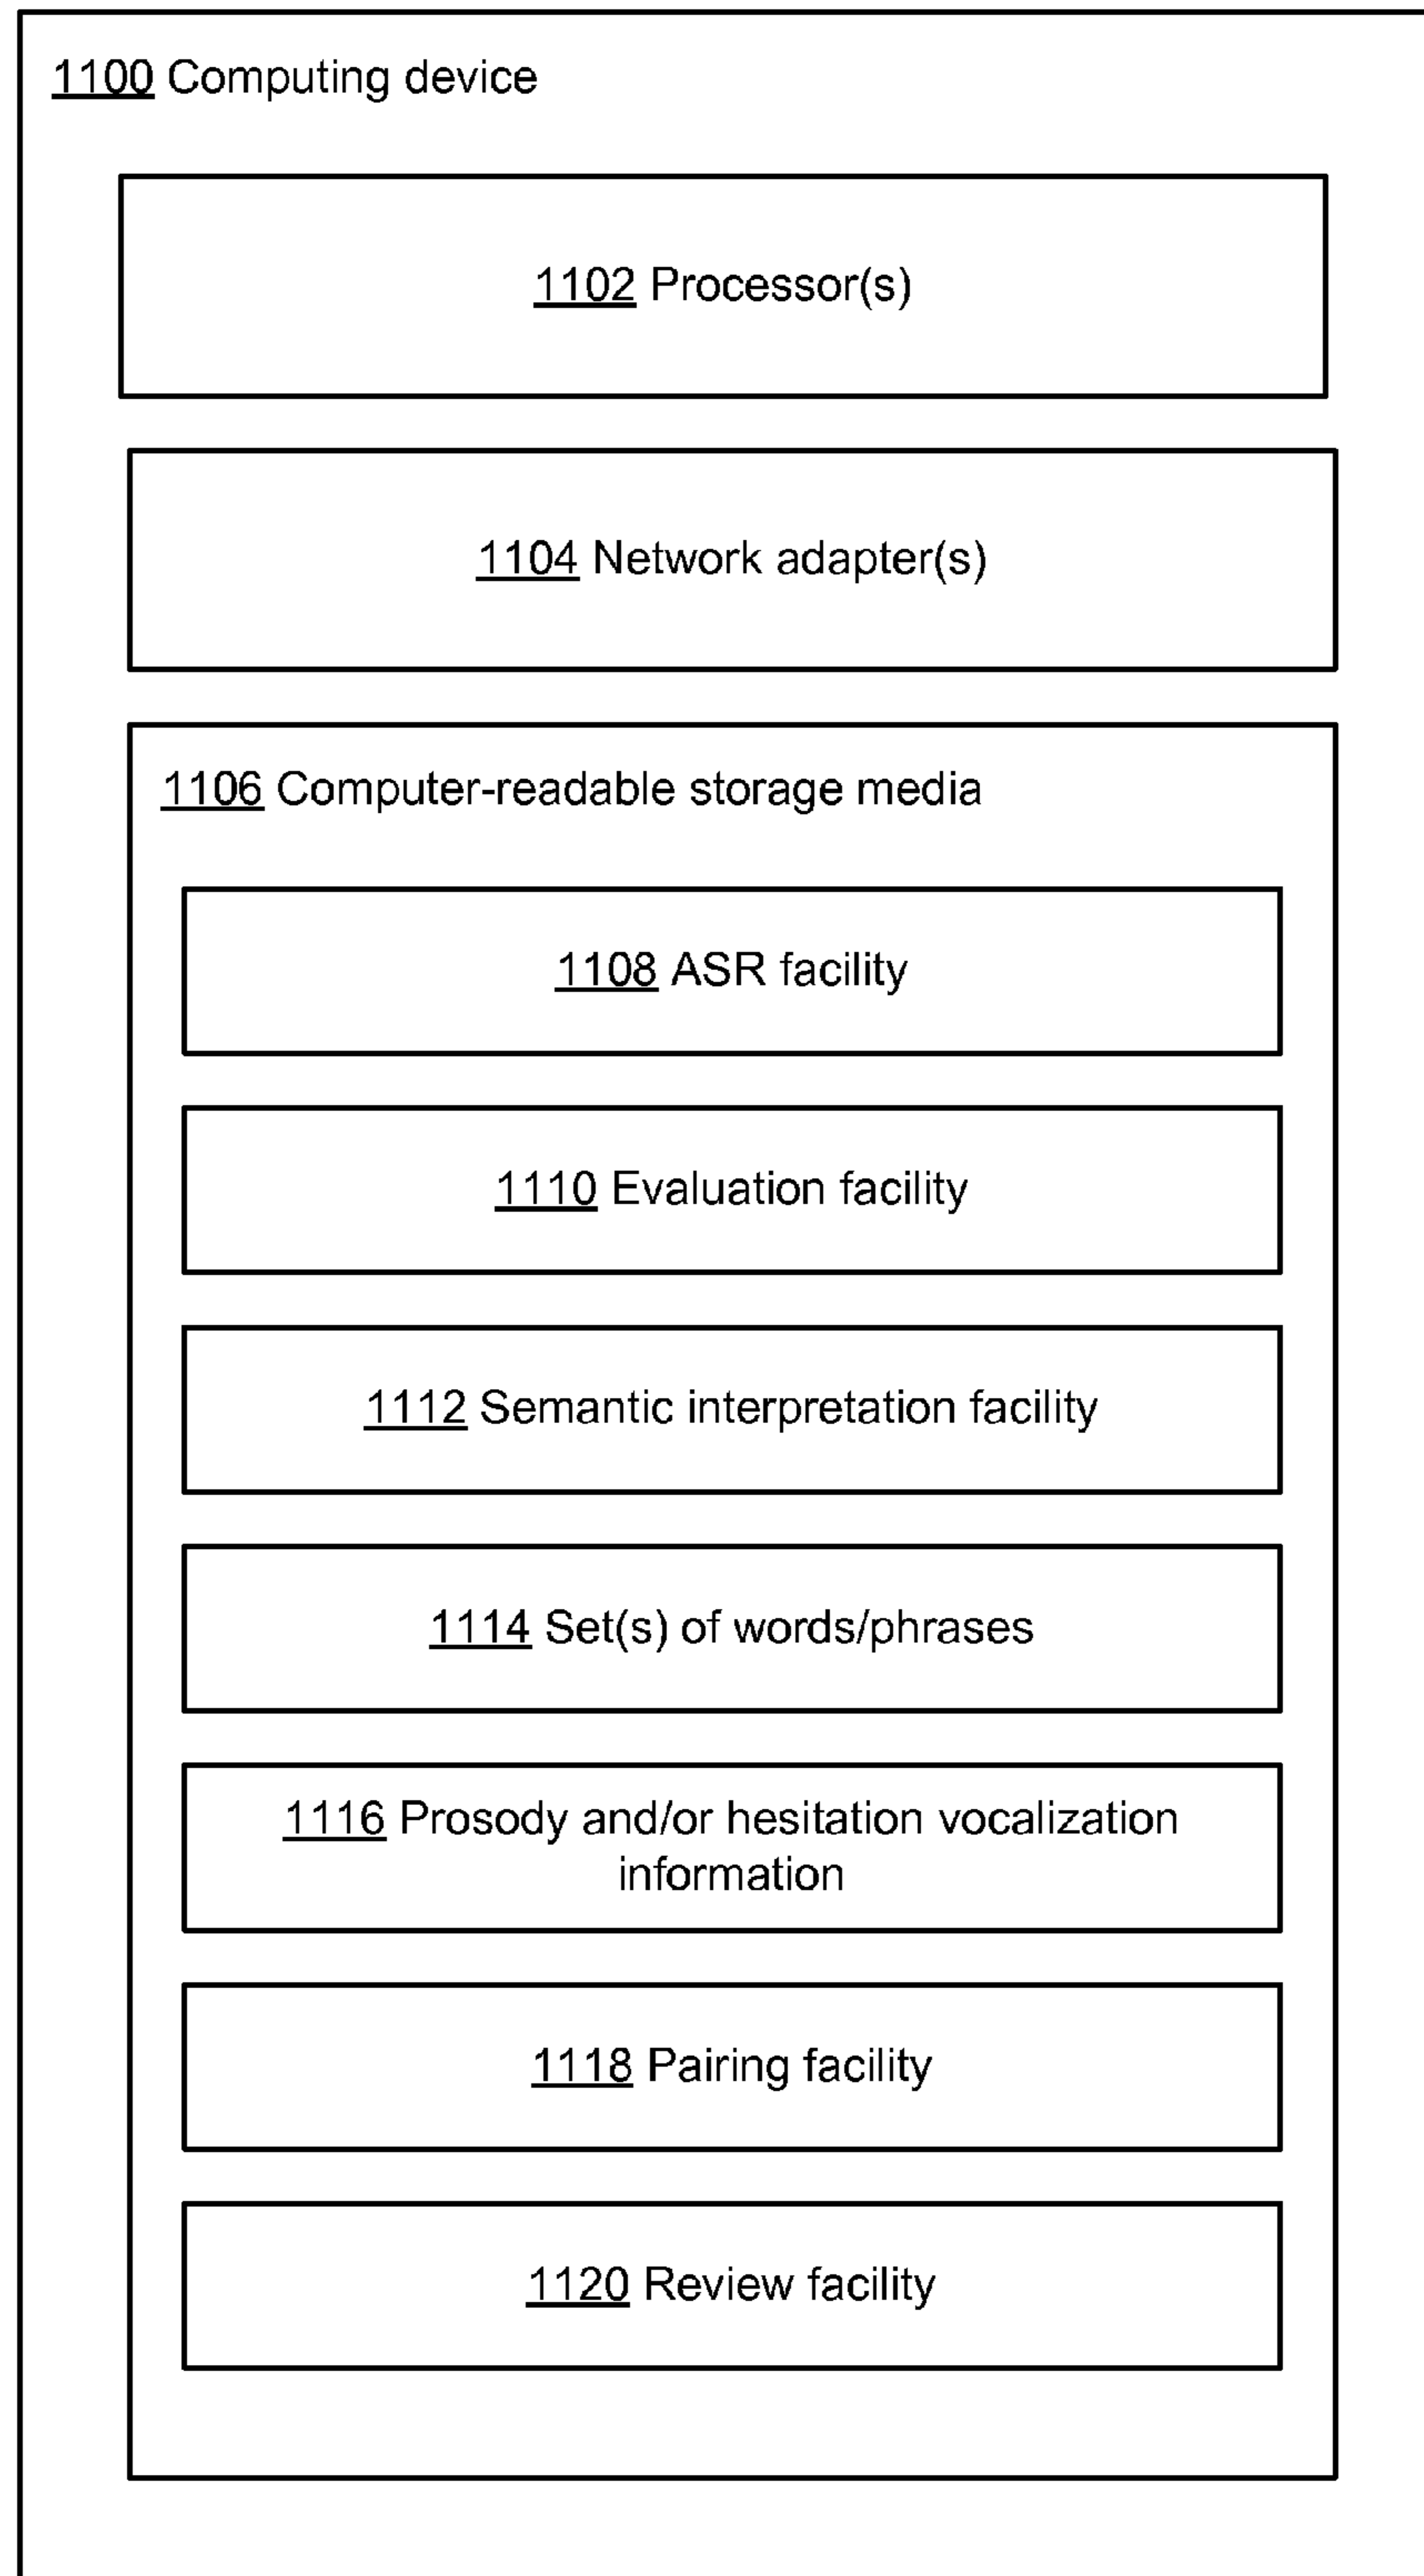 1100 Computing device
1102 Processor(s)
1104 Network adapter(s)
1106 Computer-readable storage media
1108 ASR facility
1110 Evaluation facility
1112 Semantic interpretation facility
1114 Set(s) of words/phrases
1116 Prosody and/or hesitation vocalization
information
1118 Pairing facility
1120 Review facility